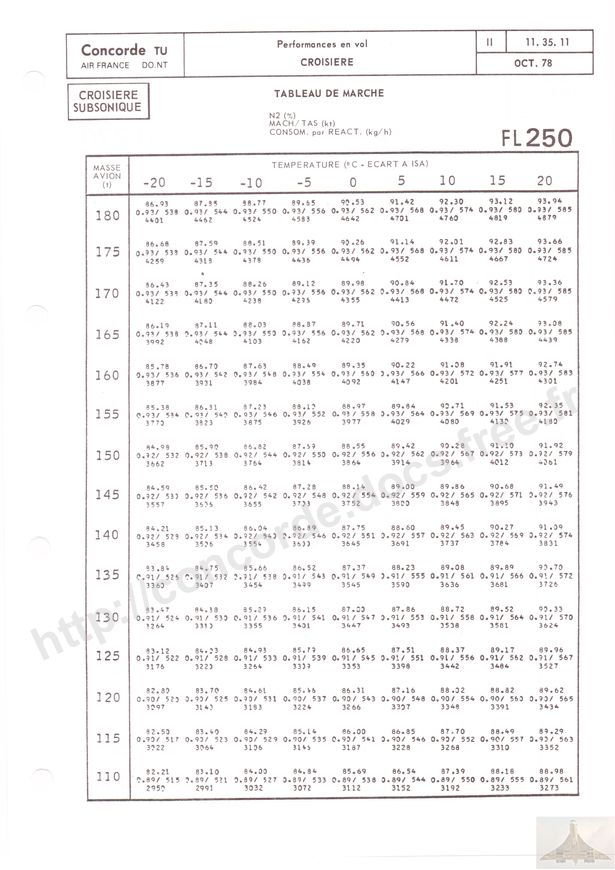 Concorde TU
AIR FRANCE DO.NT
Performances en vol
CROISIERE
II
11. 35. 11
OCT. 78
CROISIERE
SUBSONIQUE
TABLEAU DE MARCHE
N2 (%)
MACH/TAS (kt)
CONSOM. par REACT. (kg/h)
FL 250
MASSE
AVION
(t)
TEMPERATURE (°C - ECART A ISA)
-20 -15 -10 -5 0 5 10 15 20
86.93 87.85 88.77 89.65 90.53 91.42 92.30 93.12 93.94
180 0.93/ 538 0.93/ 544 0.93/ 550 0.93/ 556 0.93/ 562 0.93/ 568 0.93/ 574 0.93/ 580 0.93/ 585
4401 4462 4524 4583 4642 4701 4760 4819 4879
86.68 87.59 88.51 89.39 90.26 91.14 92.01 92.83 93.66
175 0.93/ 538 0.93/ 544 0.93/ 550 0.93/ 556 0.93/ 562 0.93/ 568 0.93/ 574 0.93/ 580 0.93/ 585
4259 4318 4378 4436 4494 4552 4611 4667 4724
86.43 87.35 88.26 89.12 89.98 90.84 91.70 92.53 93.36
170 0.93/ 538 0.93/ 544 0.93/ 550 0.93/ 556 0.93/ 562 0.93/ 568 0.93/ 574 0.93/ 580 0.93/ 585
4122 4180 4238 4296 4355 4413 4472 4525 4579
86.19 87.11 88.03 88.87 89.71 90.56 91.40 92.24 93.08
165 0.93/ 538 0.93/ 544 0.93/ 550 0.93/ 556 0.93/ 562 0.93/ 568 0.93/ 574 0.93/ 580 0.93/ 585
3992 4048 4103 4162 4220 4279 4338 4388 4439
85.78 86.70 87.63 88.49 89.35 90.22 91.08 91.91 92.74
160 0.93/ 536 0.93/ 542 0.93/ 548 0.93/ 554 0.93/ 560 0.93/ 566 0.93/ 572 0.93/ 577 0.93/ 583
3877 3931 3984 4038 4092 4147 4201 4251 4301
85.38 86.31 87.23 88.10 88.97 89.84 90.71 91.53 92.35
155 0.93/ 534 0.93/ 540 0.93/ 546 0.93/ 552 0.93/ 558 0.93/ 564 0.93/ 569 0.93/ 575 0.93/ 581
3770 3823 3875 3926 3977 4029 4080 4130 4180
84.98 85.90 86.82 87.69 88.55 89.42 90.28 91.10 91.92
150 0.92/ 532 0.92/ 538 0.92/ 544 0.92/ 550 0.92/ 556 0.92/ 562 0.92/ 567 0.92/ 573 0.92/ 579
3662 3713 3764 3814 3864 3914 3964 4012 4061
84.59 85.50 86.42 87.28 88.14 89.00 89.86 90.68 91.49
145 0.92/ 530 0.92/ 536 0.92/ 542 0.92/ 548 0.92/ 554 0.92/ 559 0.92/ 565 0.92/ 571 0.92/ 576
3557 3606 3655 3703 3752 3800 3848 3895 3943
84.21 85.13 86.04 86.89 87.75 88.60 89.45 90.27 91.09
140 0.92/ 528 0.92/ 534 0.92/ 540 0.92/ 546 0.92/ 551 0.92/ 557 0.92/ 563 0.92/ 569 0.92/ 574
3458 3506 3554 3600 3645 3691 3737 3784 3831
83.84 84.75 85.66 86.52 87.37 88.23 89.08 89.89 90.70
135 0.91/ 526 0.91/ 532 0.91/ 538 0.91/ 543 0.91/ 549 0.91/ 555 0.91/ 561 0.91/ 566 0.91/ 572
3360 3407 3454 3499 3545 3590 3636 3681 3726
83.47 84.38 85.29 86.15 87.00 87.86 88.72 89.52 90.33
130 0.91/ 524 0.91/ 530 0.91/ 536 0.91/ 541 0.91/ 547 0.91/ 553 0.91/ 558 0.91/ 564 0.91/ 570
3264 3310 3355 3401 3447 3493 3538 3581 3624
83.12 84.03 84.93 85.79 86.65 87.51 88.37 89.17 89.96
125 0.91/ 522 0.91/ 528 0.91/ 533 0.91/ 539 0.91/ 545 0.91/ 551 0.91/ 556 0.91/ 562 0.91/ 567
3176 3220 3264 3309 3353 3398 3442 3484 3527
82.80 83.70 84.61 85.46 86.31 87.16 88.02 88.82 89.62
120 0.90/ 520 0.90/ 525 0.90/ 531 0.90/ 537 0.90/ 543 0.90/ 548 0.90/ 554 0.90/ 560 0.90/ 565
3097 3140 3183 3224 3266 3307 3348 3391 3434
82.50 83.40 84.29 85.14 86.00 86.85 87.70 88.49 89.29
115 0.90/ 517 0.90/ 523 0.90/ 529 0.90/ 535 0.90/ 541 0.90/ 546 0.90/ 552 0.90/ 557 0.90/ 563
3022 3064 3106 3146 3187 3228 3268 3310 3352
82.21 83.10 84.00 84.84 85.69 86.54 87.39 88.18 88.98
110 0.89/ 515 0.89/ 521 0.89/ 527 0.89/ 533 0.89/ 538 0.89/ 544 0.89/ 550 0.89/ 555 0.89/ 561
2950 2991 3032 3072 3112 3152 3192 3233 3273
http://concorde.docs.free.fr